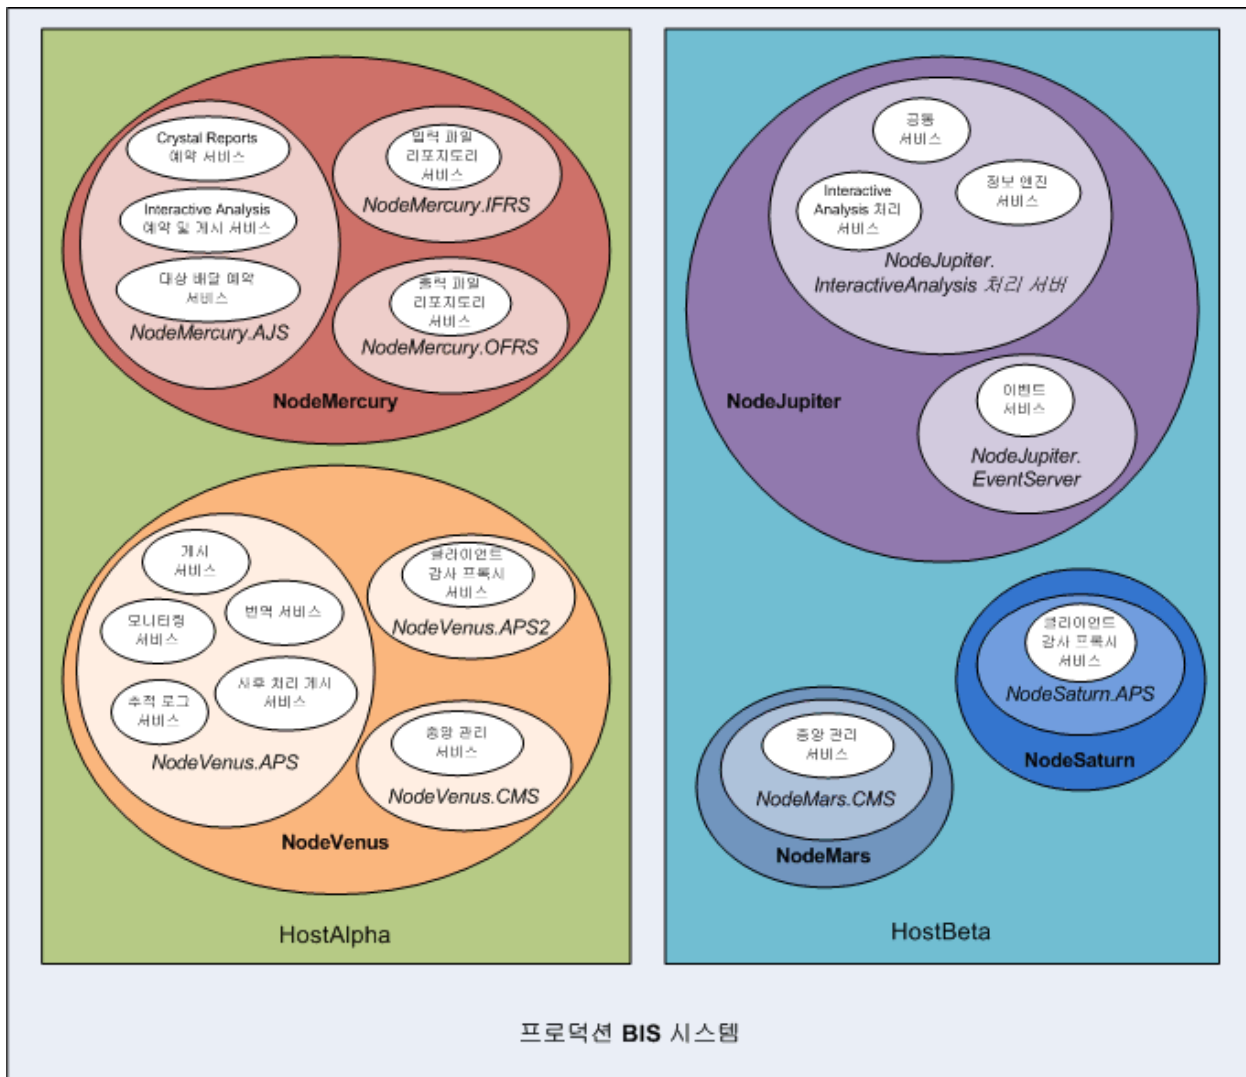 Crystal Reports
예약 서비스
Interactive Analysis
예약 및 게시 서비스
대상 배달 예약
서비스
NodeMercury.AJS
입력 파일
리포지토리
서비스
NodeMercury.IFRS
출력 파일
리포지토리
서비스
NodeMercury.OFRS
NodeMercury
게시
서비스
모니터링
서비스
번역 서비스
추적 로그
서비스
사후 처리 게시
서비스
NodeVenus.APS
클라이언트
감사 프록시
서비스
NodeVenus.APS2
중앙 관리
서비스
NodeVenus.CMS
NodeVenus
HostAlpha
공통
서비스
Interactive
Analysis 처리
서비스
정보 엔진
서비스
NodeJupiter.
InteractiveAnalysis 처리 서버
NodeJupiter
이벤트
서비스
NodeJupiter.
EventServer
클라이언트
감사 프록시
서비스
NodeSaturn.APS
NodeSaturn
중앙 관리
서비스
NodeMars.CMS
NodeMars
HostBeta
프로덕션 BIS 시스템